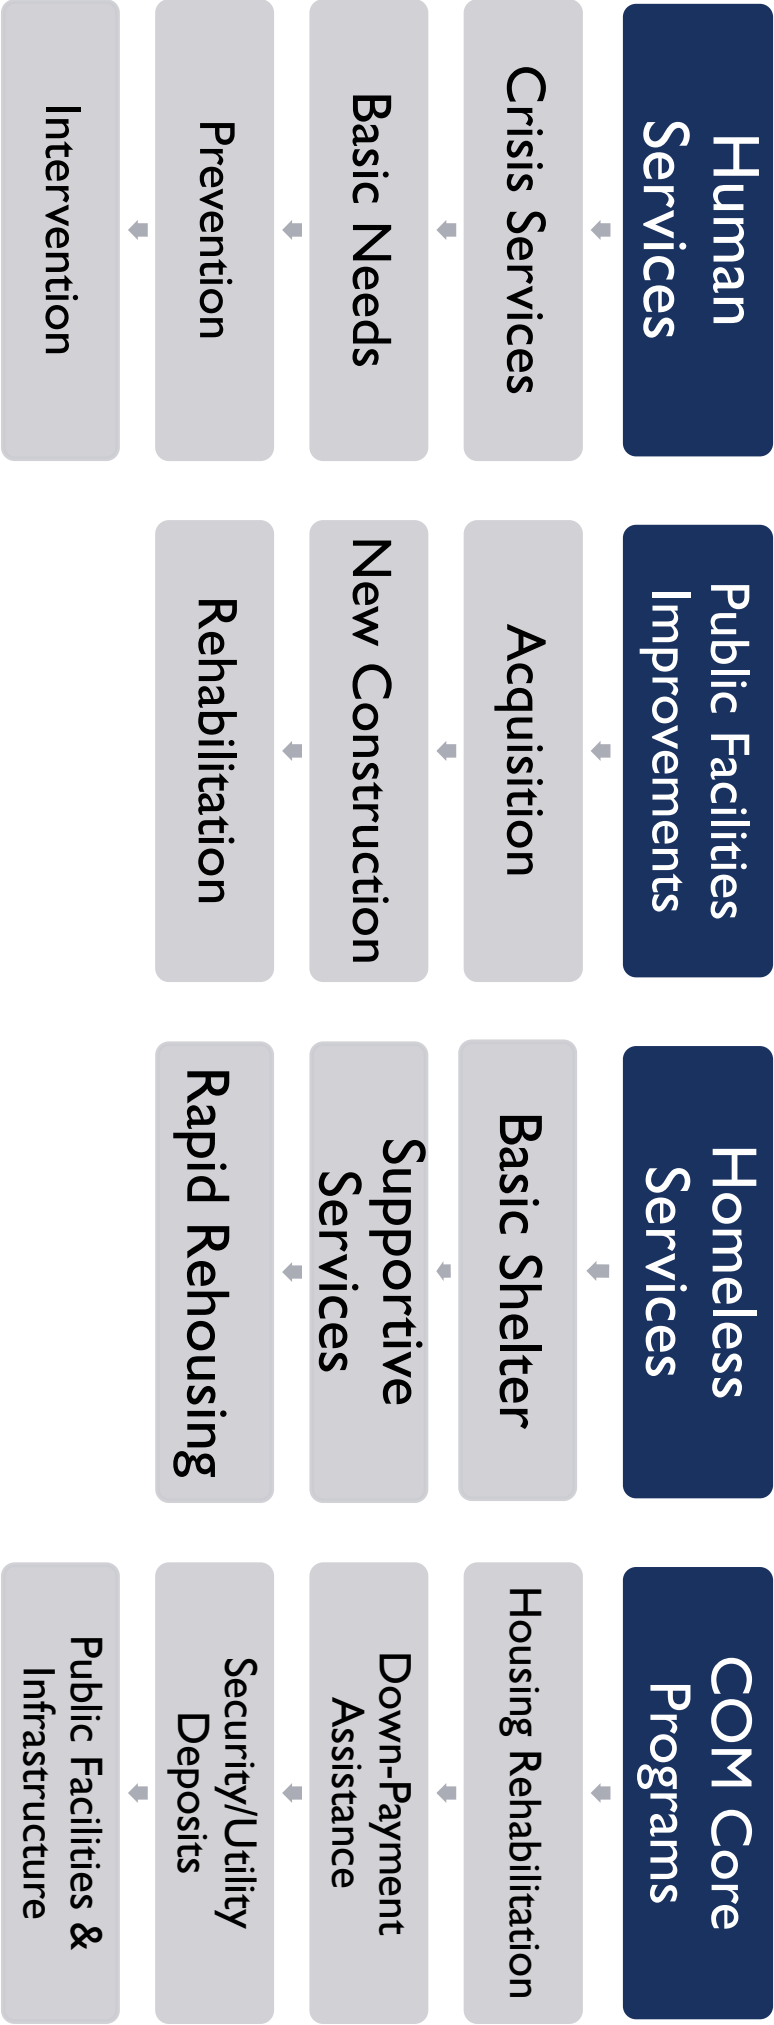 Human
Services
Crisis Services
Basic Needs
Prevention
Intervention
Public Facilities
Improvements
Acquisition
New Construction
Rehabilitation
Homeless
Services
Basic Shelter
Supportive
Services
Rapid Rehousing
COM Core
Programs
Housing Rehabilitation
Down-Payment
Assistance
Security/Utility
Deposits
Public Facilities &
Infrastructure